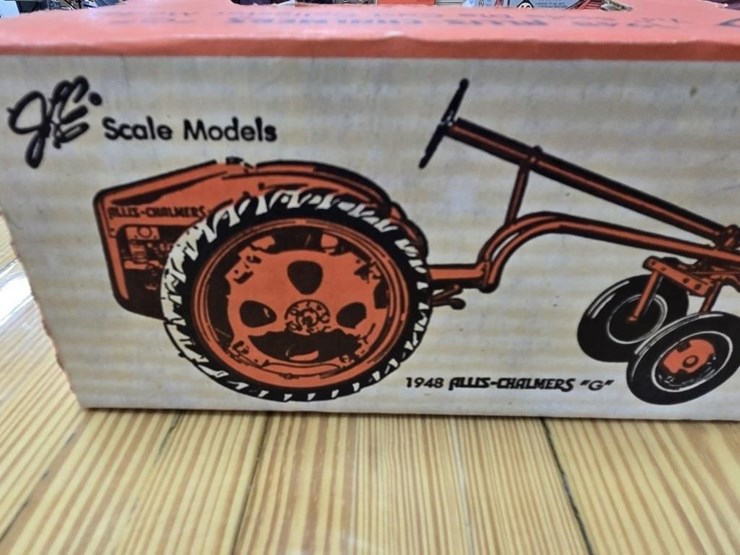 JLE Scale Models
ALLIS-CHALMERS
1948 ALLIS-CHALMERS "G"